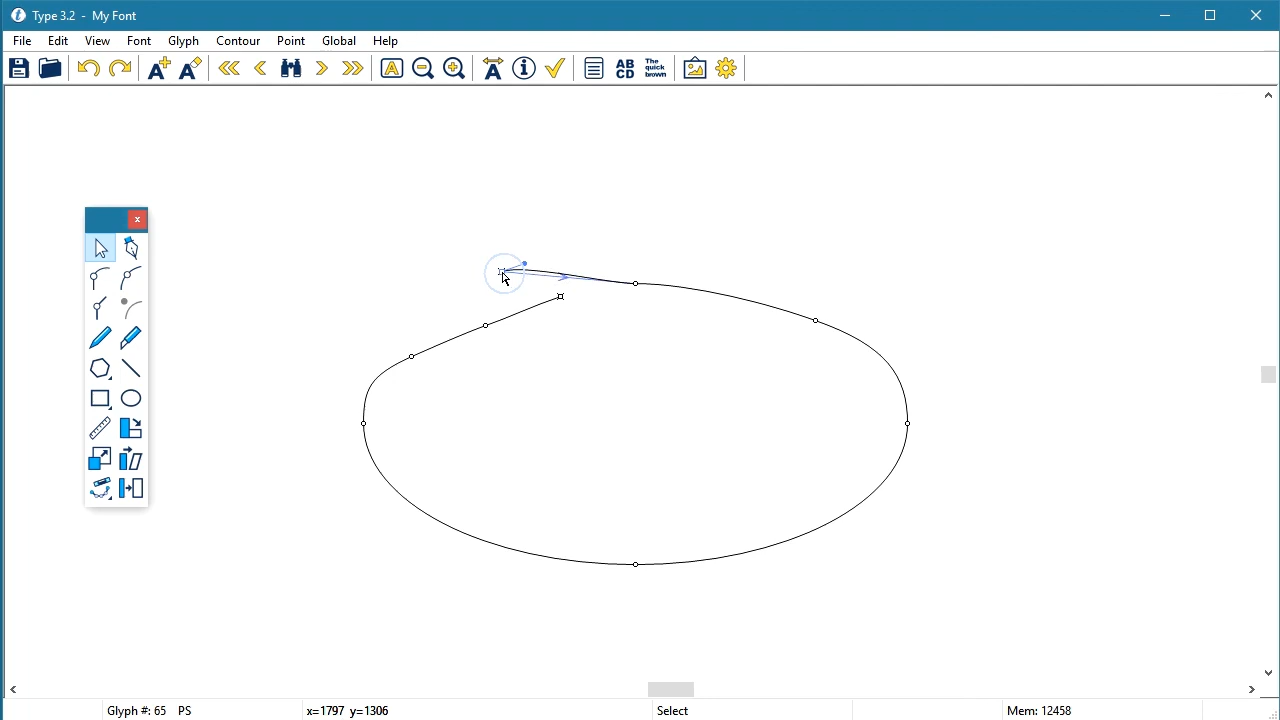 Type 3.2 - My Font
File Edit View Font Glyph Contour Point Global Help
A A A A AB CD The quick brown
x
Glyph #: 65 PS x=1797 y=1306 Select Mem: 12458